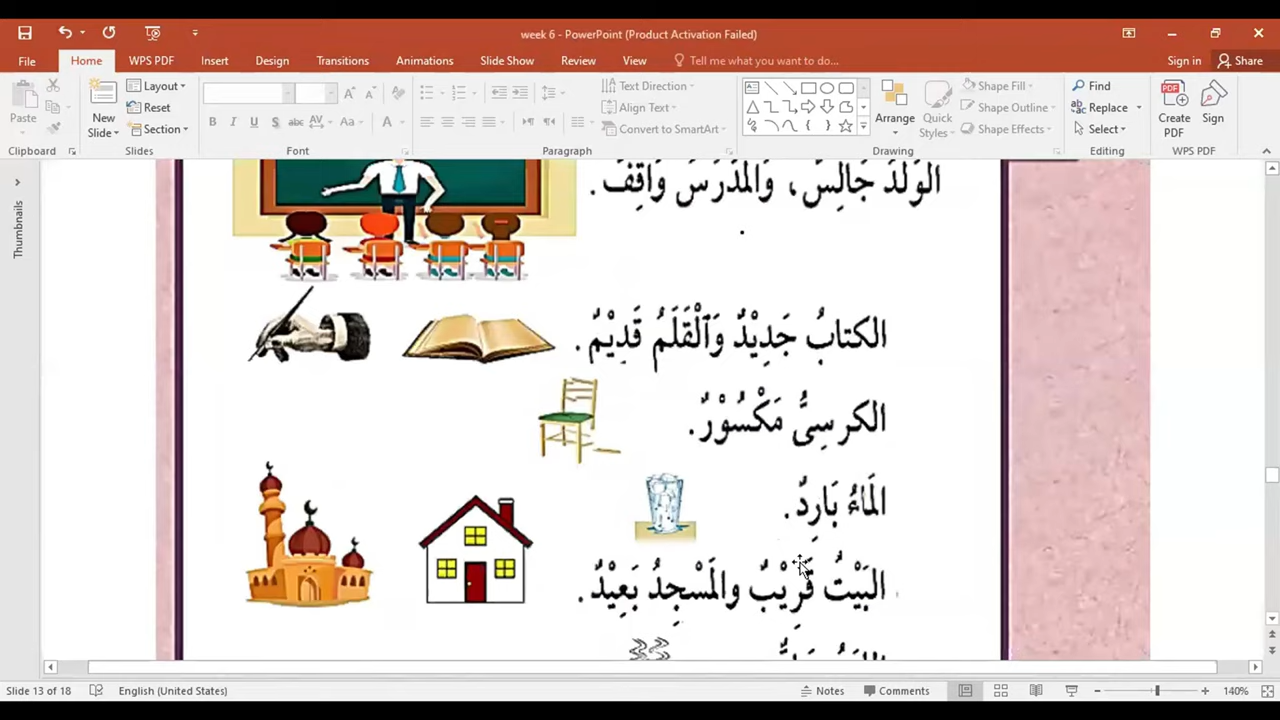 week 6 - PowerPoint (Product Activation Failed)
File Home WPS PDF Insert Design Transitions Animations Slide Show Review View Tell me what you want to do... Sign in Share
Paste
New Slide
Layout
Reset
Section
Text Direction
Align Text
Convert to SmartArt
Arrange
Quick Styles
Shape Fill
Shape Outline
Shape Effects
Find
Replace
Select
Create PDF
Sign
Clipboard Slides Font Paragraph Drawing Editing WPS PDF
Thumbnails
الوَلَدُ جَالِسٌ، وَالمُدَرِّسُ وَاقِفٌ.
الكتابُ جَدِيْدٌ وَٱلْقَلَمُ قَدِيْمٌ.
الكرسِىُّ مَكْسُوْرٌ.
المَاءُ بَارِدٌ.
البَيْتُ قَرِيْبٌ والمَسْجِدُ بَعِيْدٌ.
Slide 13 of 18 English (United States) Notes Comments 140%